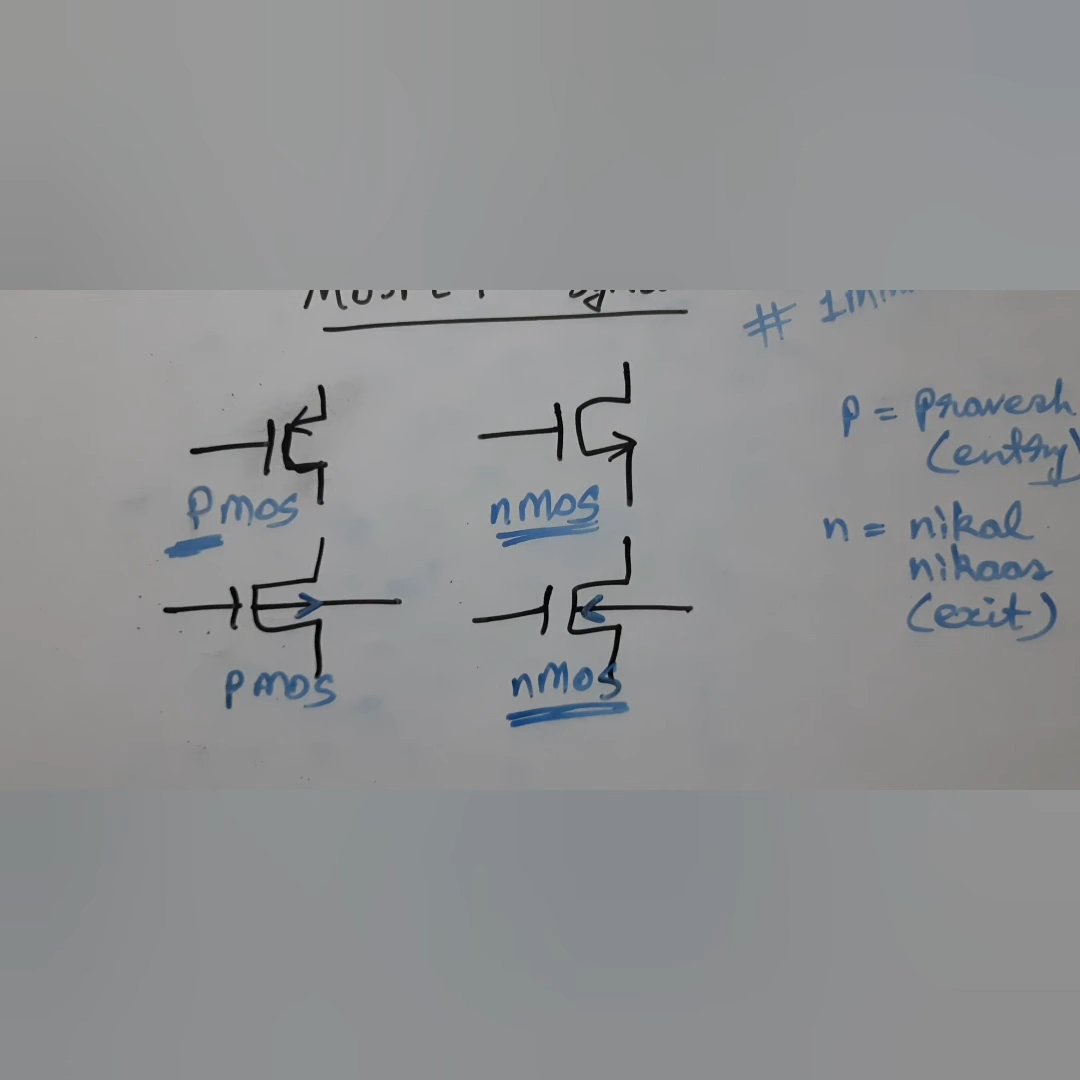 p = pravesh
(entry)
PMOS
nMOS
n = nikal
nikaas
(exit)
PMOS
nMOS